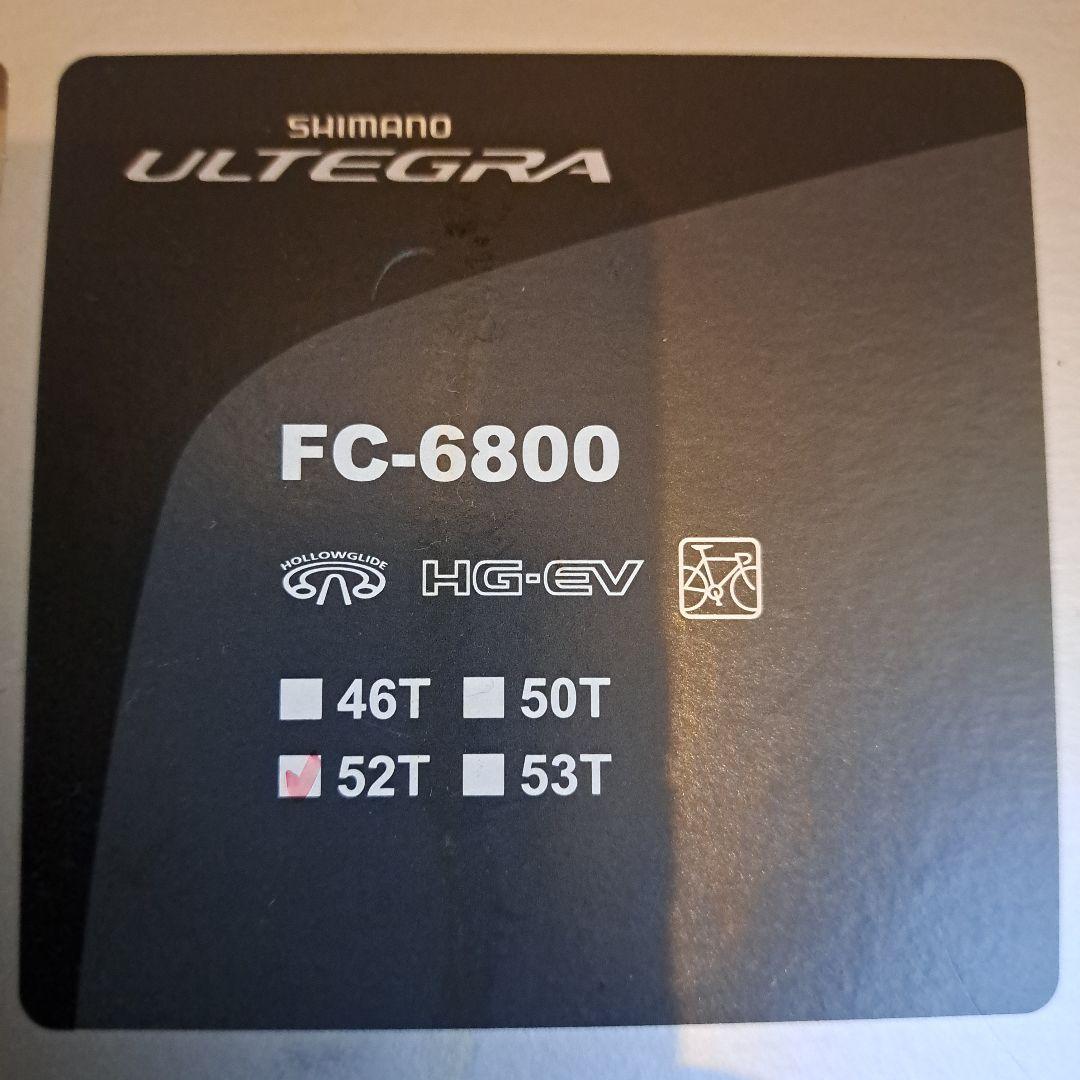 SHIMANO
ULTEGRA
FC-6800
HOLLOWGLIDE HG-EV
46T 50T
52T 53T